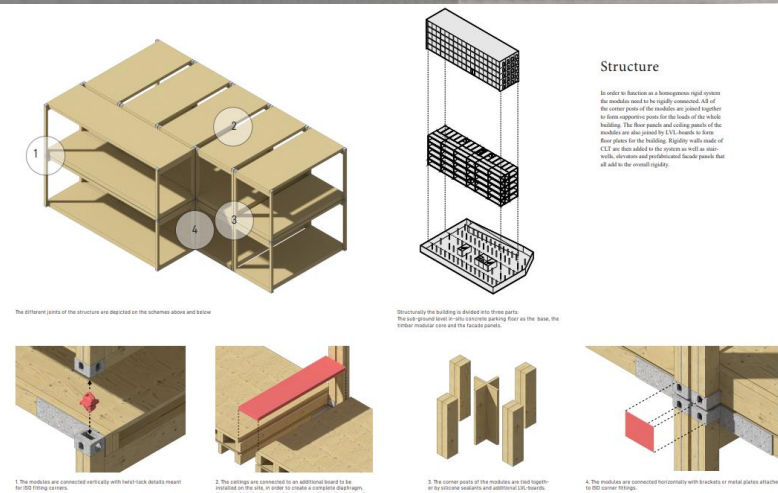 Structure
In order to function as a homogenous rigid system
the modules need to be rigidly connected. All of
the corner posts of the modules are joined together
to form supportive posts for the loads of the whole
building. The floor panels and ceiling panels of the
modules are also joined by LVL-boards to form
floor plates for the building. Rigidity walls made of
CLT are then added to the system as well as stair-
wells, elevators and prefabricated facade panels that
all add to the overall rigidity.
1
2
3
4
The different joints of the structure are depicted on the schemes above and below
Structurally the building is divided into three parts:
The sub-ground level in-situ concrete parking floor as the base, the
timber modular core and the facade panels.
1. The modules are connected vertically with twist-lock details meant
for ISO fitting corners.
2. The ceilings are connected to an additional board to be
installed on the site, in order to create a complete diaphragm.
3. The corner posts of the modules are tied togeth-
er by silicone sealants and additional LVL-boards.
4. The modules are connected horizontally with brackets or metal plates attache
to ISO corner fittings.